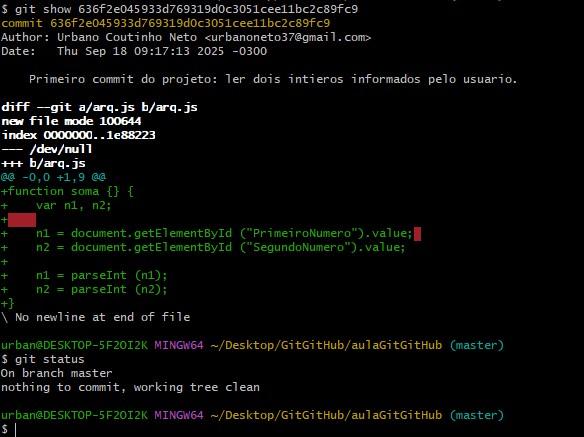 $ git show 636f2e045933d769319d0c3051cee11bc2c89fc9
commit 636f2e045933d769319d0c3051cee11bc2c89fc9
Author: Urbano Coutinho Neto <urbanoneto37@gmail.com>
Date:   Thu Sep 18 09:17:13 2025 -0300
    Primeiro commit do projeto: ler dois intieros informados pelo usuario.
diff --git a/arq.js b/arq.js
new file mode 100644
index 0000000..1e88223
--- /dev/null
+++ b/arq.js
@@ -0,0 +1,9 @@
+function soma {} {
+    var n1, n2;
+
+    n1 = document.getElementById ("PrimeiroNumero").value;
+    n2 = document.getElementById ("SegundoNumero").value;
+
+    n1 = parseInt (n1);
+    n2 = parseInt (n2);
+}
\ No newline at end of file
urban@DESKTOP-5F2OI2K MINGW64 ~/Desktop/GitGitHub/aulaGitGitHub (master)
$ git status
On branch master
nothing to commit, working tree clean
urban@DESKTOP-5F2OI2K MINGW64 ~/Desktop/GitGitHub/aulaGitGitHub (master)
$